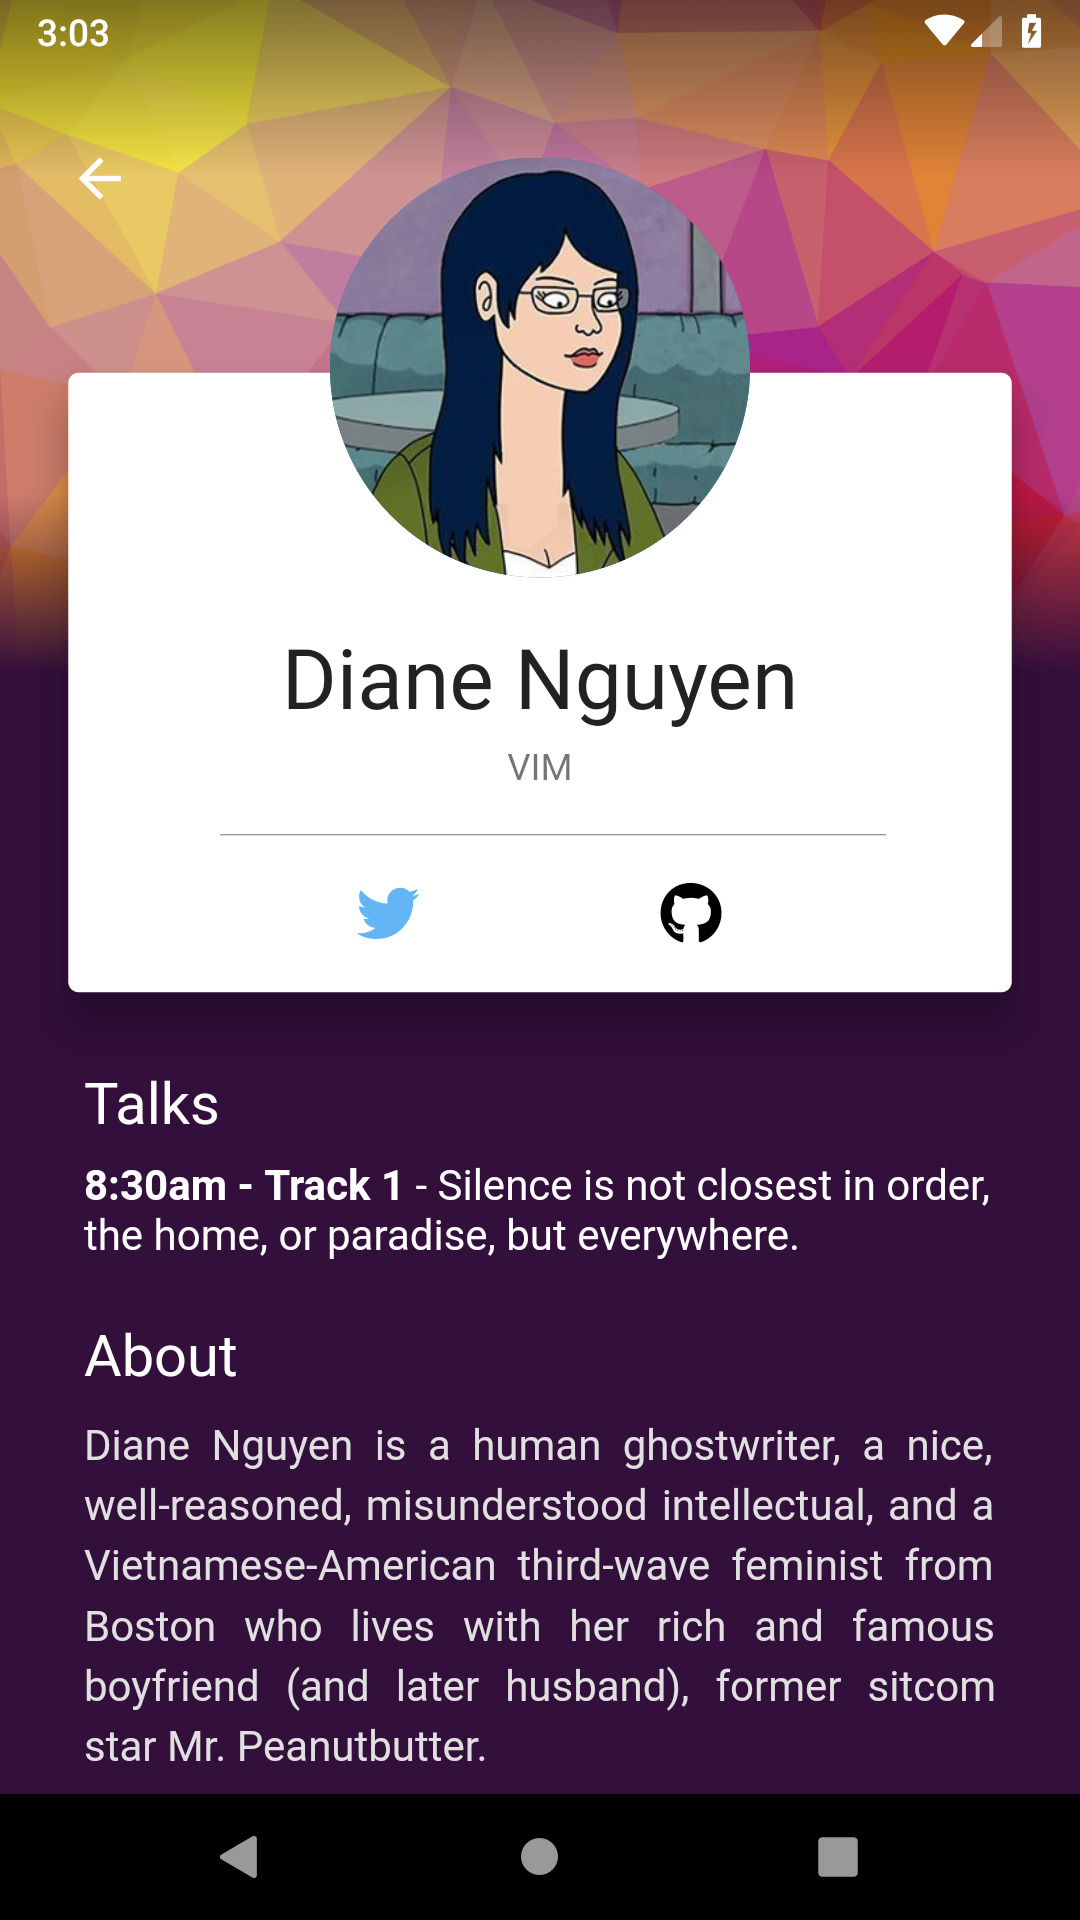 3:03
Diane Nguyen
VIM
Talks
8:30am - Track 1 - Silence is not closest in order,
the home, or paradise, but everywhere.
About
Diane Nguyen is a human ghostwriter, a nice,
well-reasoned, misunderstood intellectual, and a
Vietnamese-American third-wave feminist from
Boston who lives with her rich and famous
boyfriend (and later husband), former sitcom
star Mr. Peanutbutter.